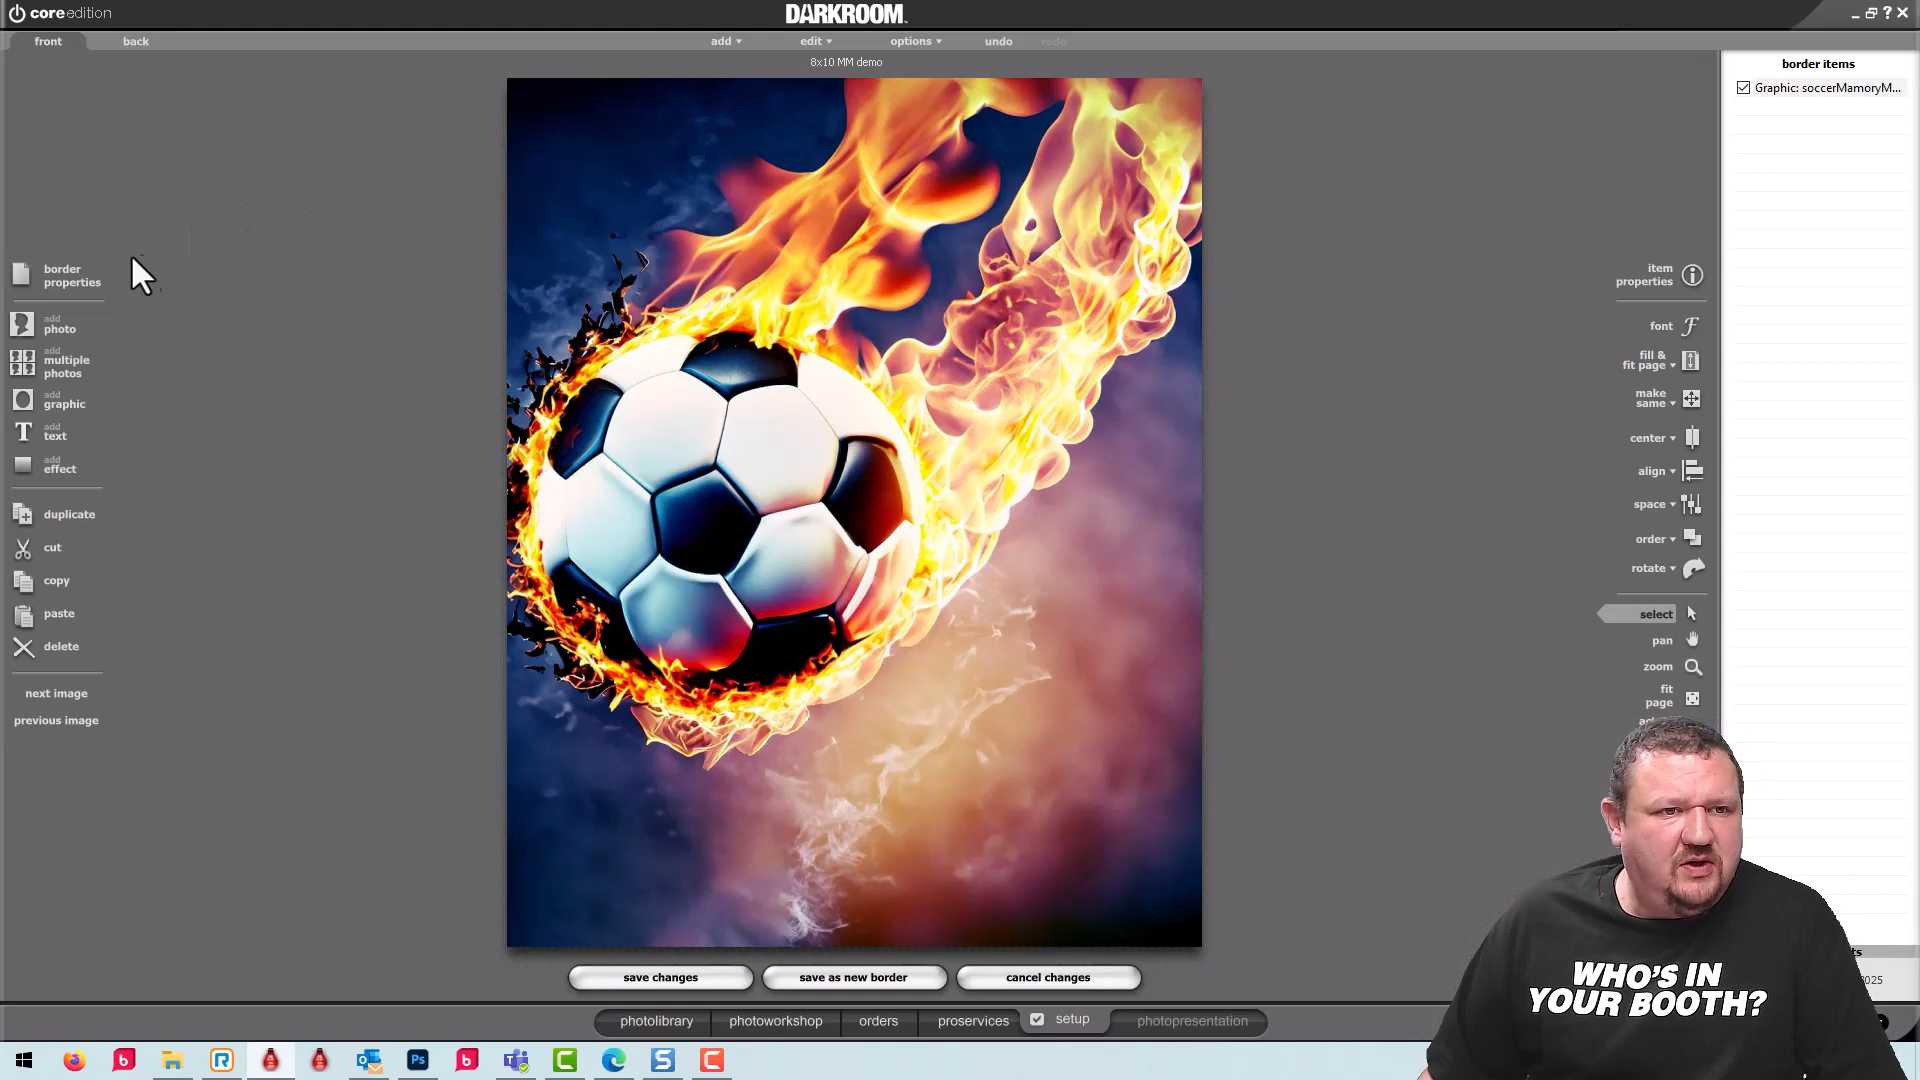 coreedition
DARKROOM
front
back
add
edit
options
undo
redo
8x10 MM demo
border items
Graphic: soccerMamoryM...
border
properties
add
photo
add
multiple
photos
add
graphic
add
text
add
effect
duplicate
cut
copy
paste
delete
next image
previous image
item
properties
font
fill &
fit page
make
same
center
align
space
order
rotate
select
pan
zoom
fit
page
save changes
save as new border
cancel changes
photolibrary
photoworkshop
orders
proservices
setup
photopresentation
WHO'S IN
YOUR BOOTH?